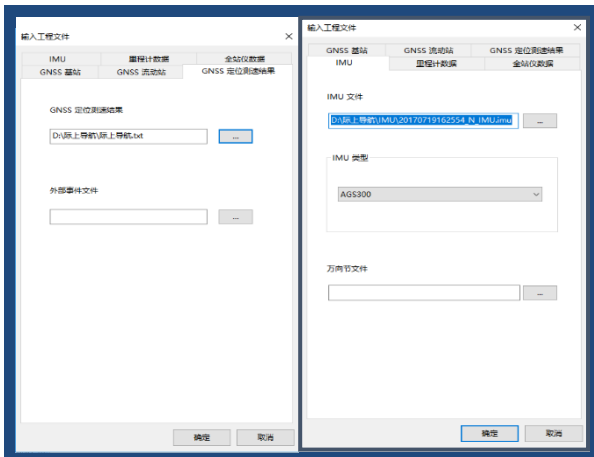 输入工程文件
IMU 里程计数据 全站仪数据
GNSS 基站 GNSS 流动站 GNSS 定位测速结果
GNSS 定位测速结果
D:\际上导航\际上导航.txt ...
外部事件文件
...
确定 取消
输入工程文件
GNSS 基站 GNSS 流动站 GNSS 定位测速结果
IMU 里程计数据 全站仪数据
IMU 文件
D:\际上导航\IMU\20170719162554_N_IMU.imu ...
IMU 类型
AGS300
万向节文件
...
确定 取消